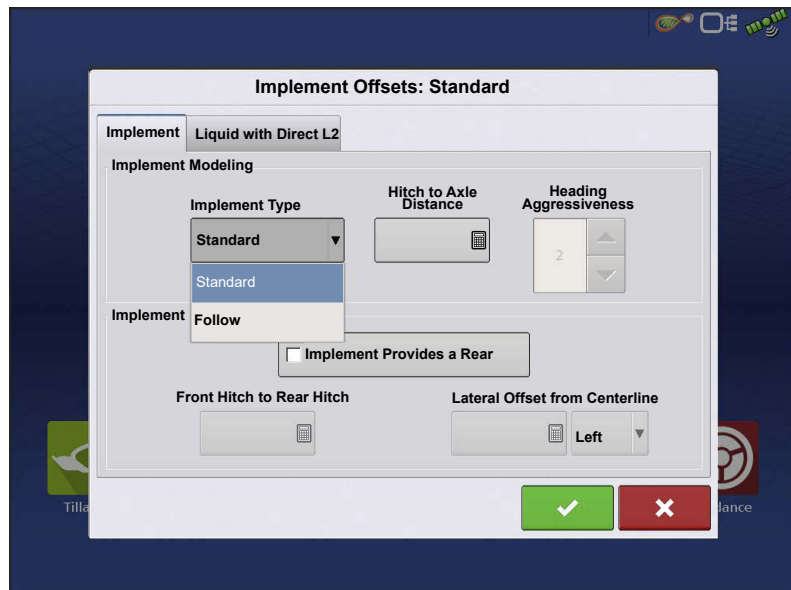 Implement Offsets: Standard
Implement
Liquid with Direct L2
Implement Modeling
Implement Type
Hitch to Axle
Distance
Heading
Aggressiveness
Standard
2
Standard
Follow
Implement
Implement Provides a Rear
Front Hitch to Rear Hitch
Lateral Offset from Centerline
Left
Tilla
dance